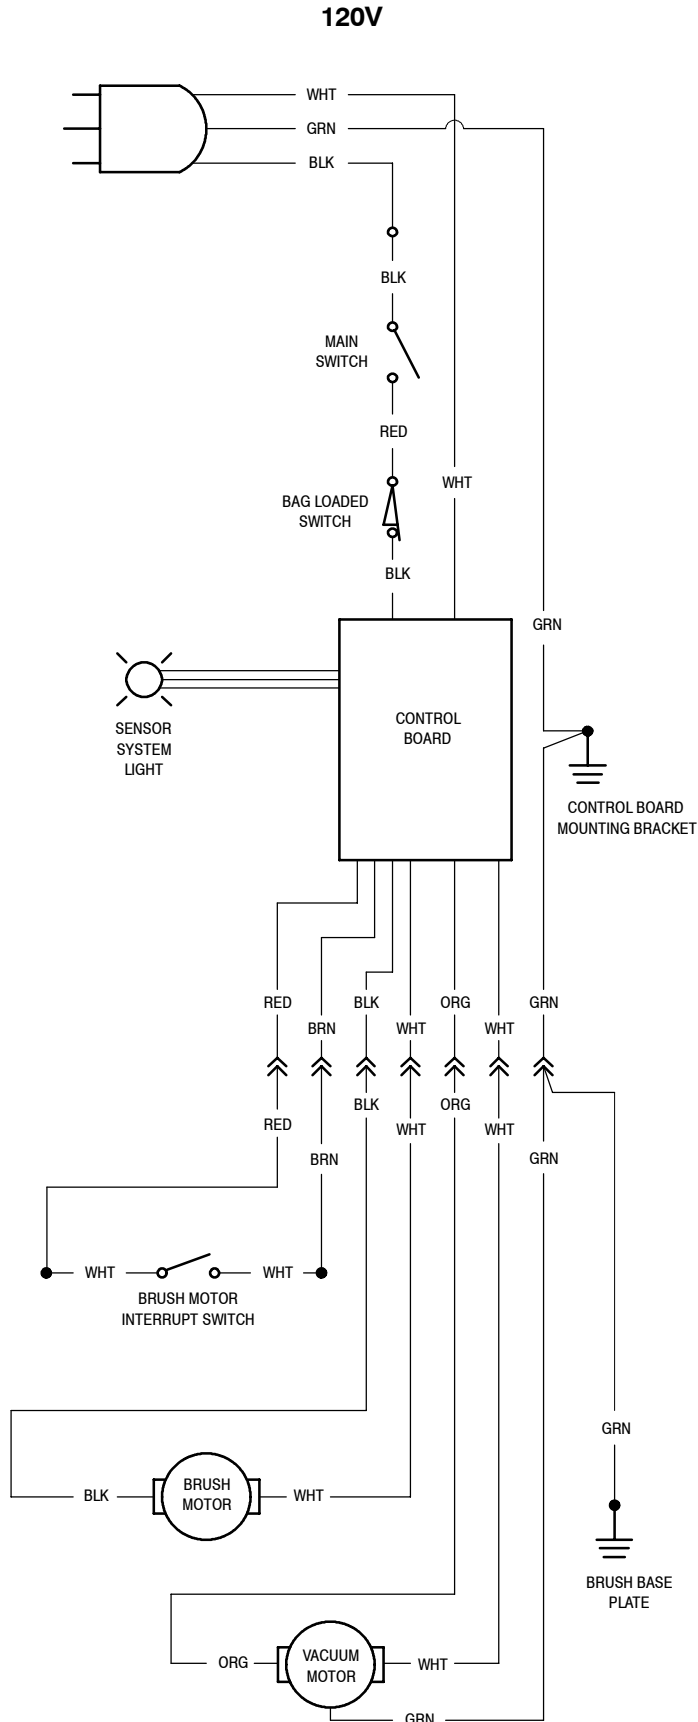 120V
WHT
GRN
BLK
BLK
MAIN
SWITCH
RED
WHT
BAG LOADED
SWITCH
BLK
GRN
CONTROL
BOARD
SENSOR
SYSTEM
LIGHT
CONTROL BOARD
MOUNTING BRACKET
RED
BLK
ORG
GRN
BRN
WHT
WHT
BLK
ORG
RED
WHT
WHT
BRN
GRN
WHT
WHT
BRUSH MOTOR
INTERRUPT SWITCH
GRN
BRUSH
MOTOR
BLK
WHT
BRUSH BASE
PLATE
VACUUM
MOTOR
ORG
WHT
GRN